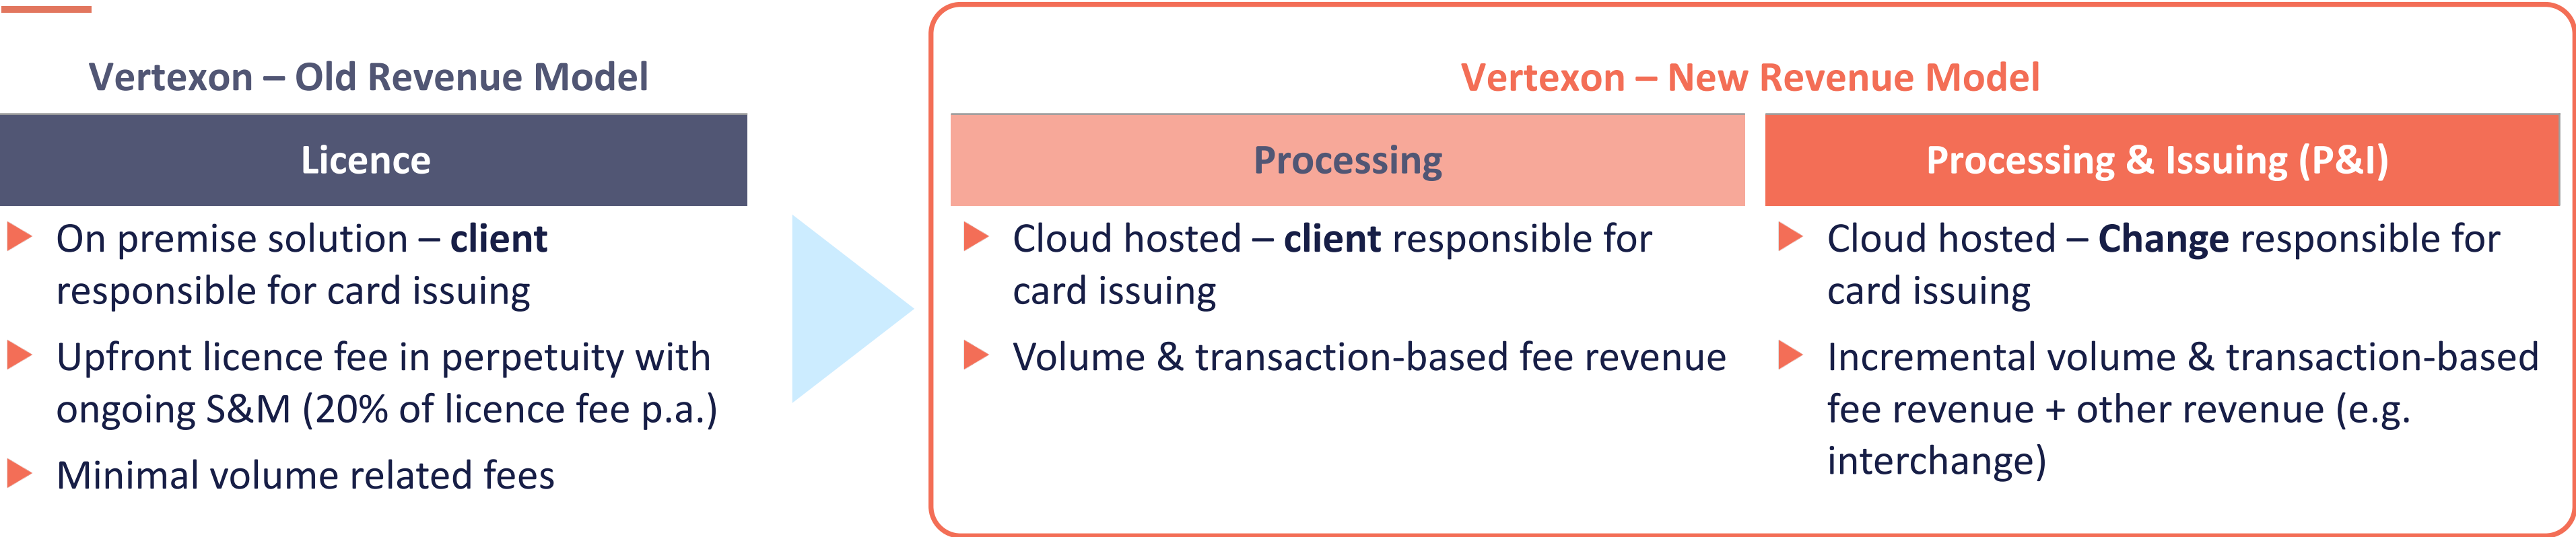 Vertexon – Old Revenue Model
Licence
On premise solution – client
responsible for card issuing
Upfront licence fee in perpetuity with
ongoing S&M (20% of licence fee p.a.)
Minimal volume related fees
Vertexon – New Revenue Model
Processing
Cloud hosted – client responsible for
card issuing
Volume & transaction-based fee revenue
Processing & Issuing (P&I)
Cloud hosted – Change responsible for
card issuing
Incremental volume & transaction-based
fee revenue + other revenue (e.g.
interchange)